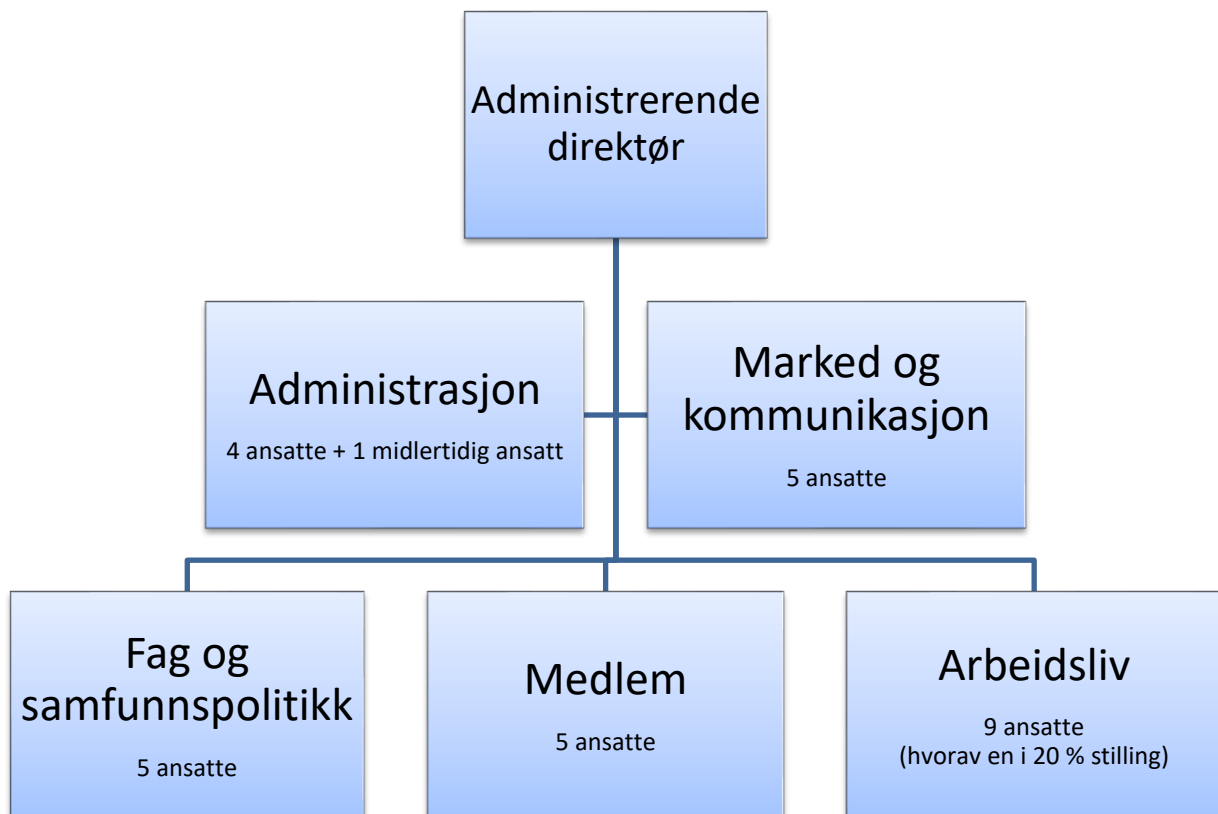 Administrerende
direktør
Administrasjon
4 ansatte + 1 midlertidig ansatt
Marked og
kommunikasjon
5 ansatte
Fag og
samfunnspolitikk
5 ansatte
Medlem
5 ansatte
Arbeidsliv
9 ansatte
(hvorav en i 20 % stilling)